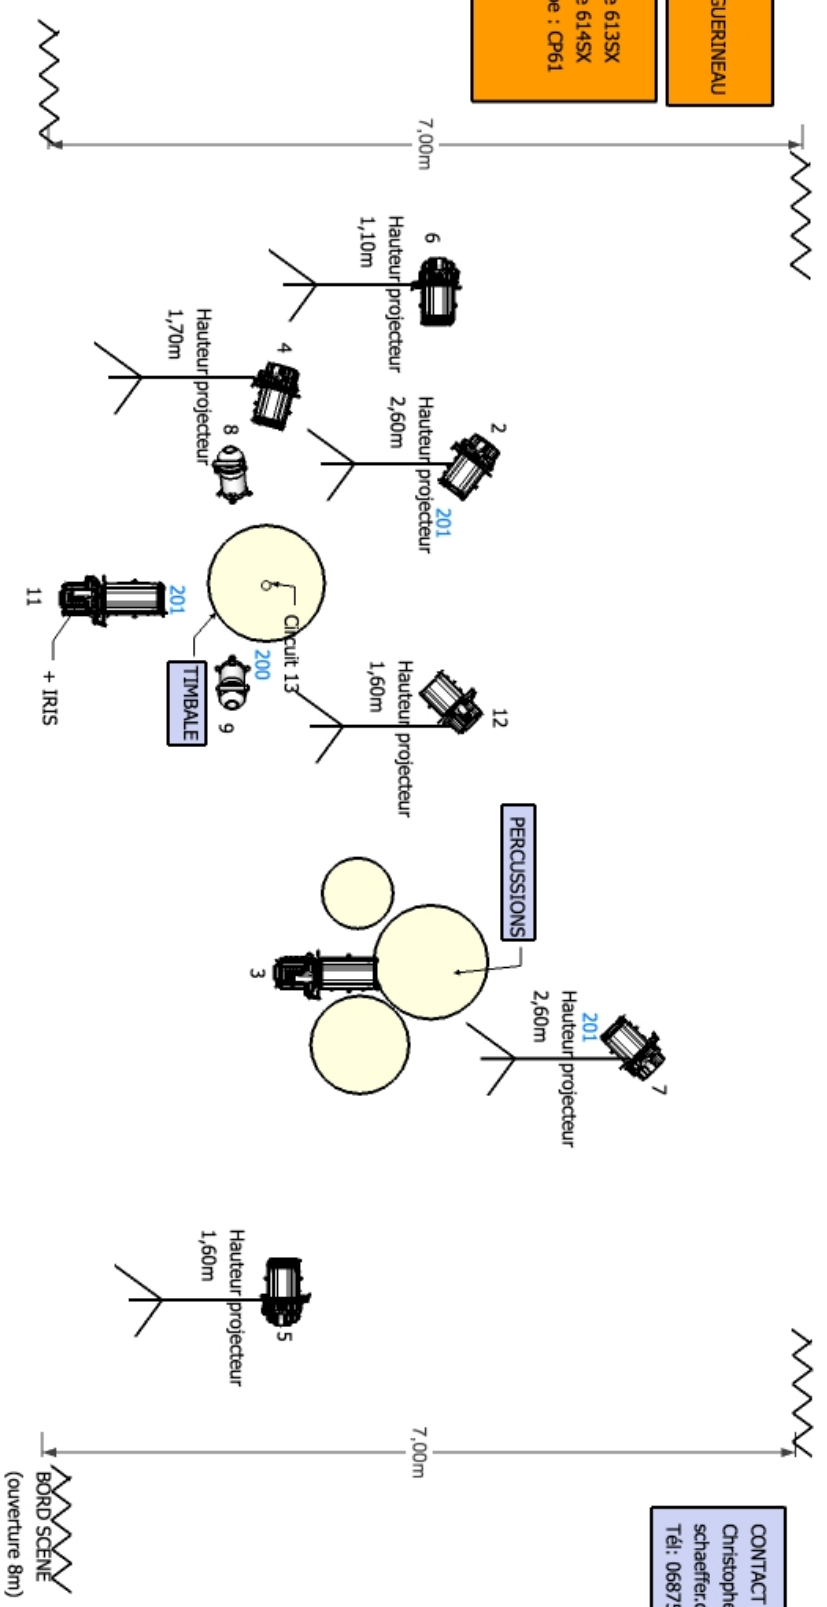 GUERINEAU
e 613SX
e 614SX
e : CP61
CONTACT
Christophe
schaeffer.
Tél: 0687
7,00m
7,00m
7
201
Hauteur projecteur
2,60m
PERCUSSIONS
12
2
201
Hauteur projecteur
2,60m
6
Hauteur projecteur
1,10m
Hauteur projecteur
1,60m
Circuit 13
4
8
Hauteur projecteur
1,70m
200
9
3
5
Hauteur projecteur
1,60m
TIMBALE
201
11
+ IRIS
BORD SCENE
(ouverture 8m)